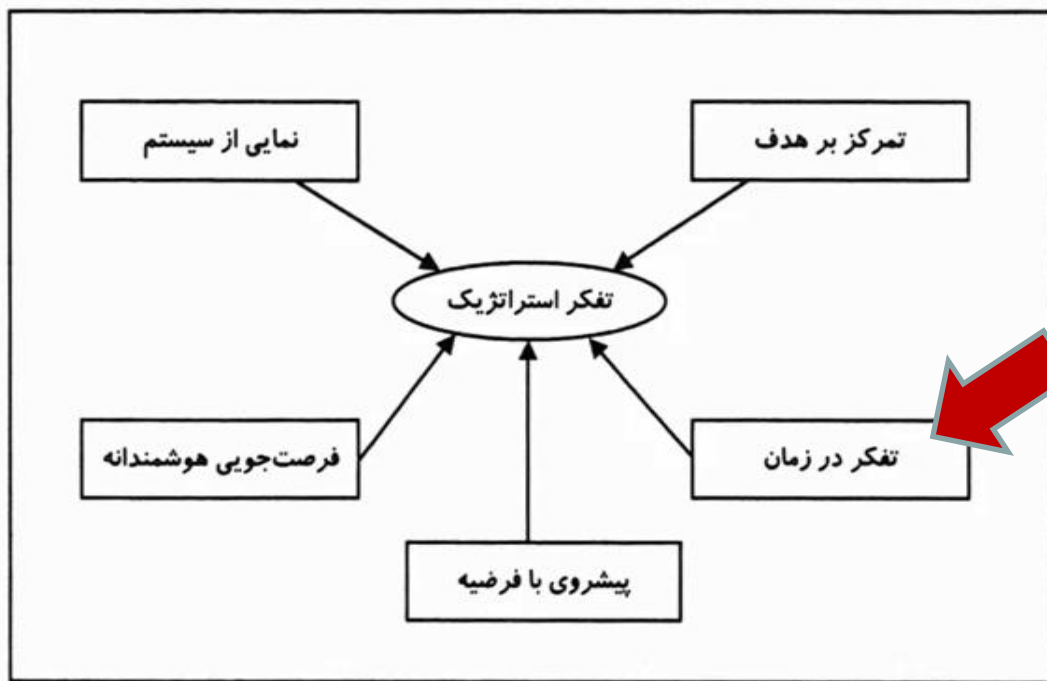 تمرکز بر هدف
نمایی از سیستم
تفکر استراتژیک
تفکر در زمان
فرصت‌جویی هوشمندانه
پیشروی با فرضیه